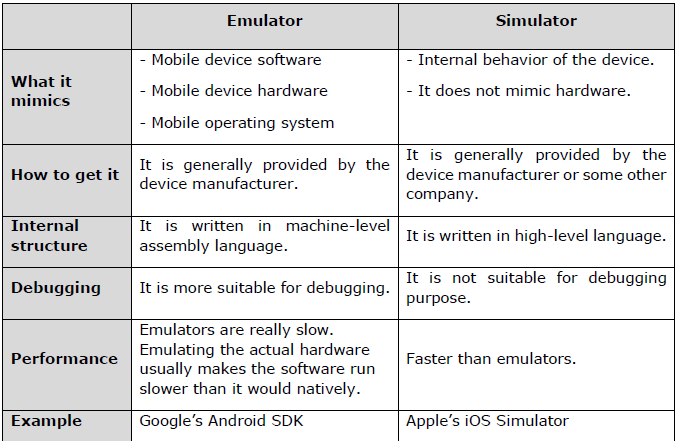 Emulator
Simulator
What it
mimics
- Mobile device software
- Mobile device hardware
- Mobile operating system
- Internal behavior of the device.
- It does not mimic hardware.
How to get it
It is generally provided by the
device manufacturer.
It is generally provided by the
device manufacturer or some other
company.
Internal
structure
It is written in machine-level
assembly language.
It is written in high-level language.
Debugging
It is more suitable for debugging.
It is not suitable for debugging
purpose.
Performance
Emulators are really slow.
Emulating the actual hardware
usually makes the software run
slower than it would natively.
Faster than emulators.
Example
Google’s Android SDK
Apple’s iOS Simulator